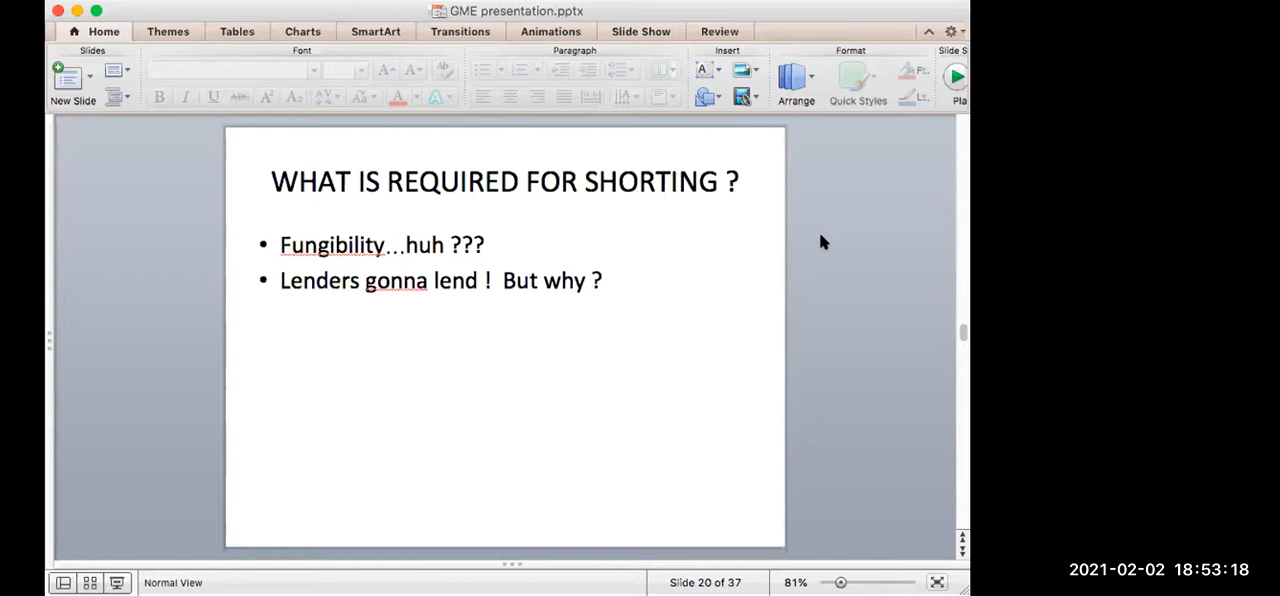 GME presentation.pptx
Home Themes Tables Charts SmartArt Transitions Animations Slide Show Review
Slides Font Paragraph Insert Format Slide S
New Slide Arrange Quick Styles Pla
WHAT IS REQUIRED FOR SHORTING ?
• Fungibility...huh ???
• Lenders gonna lend ! But why ?
Normal View Slide 20 of 37 81%
2021-02-02 18:53:18